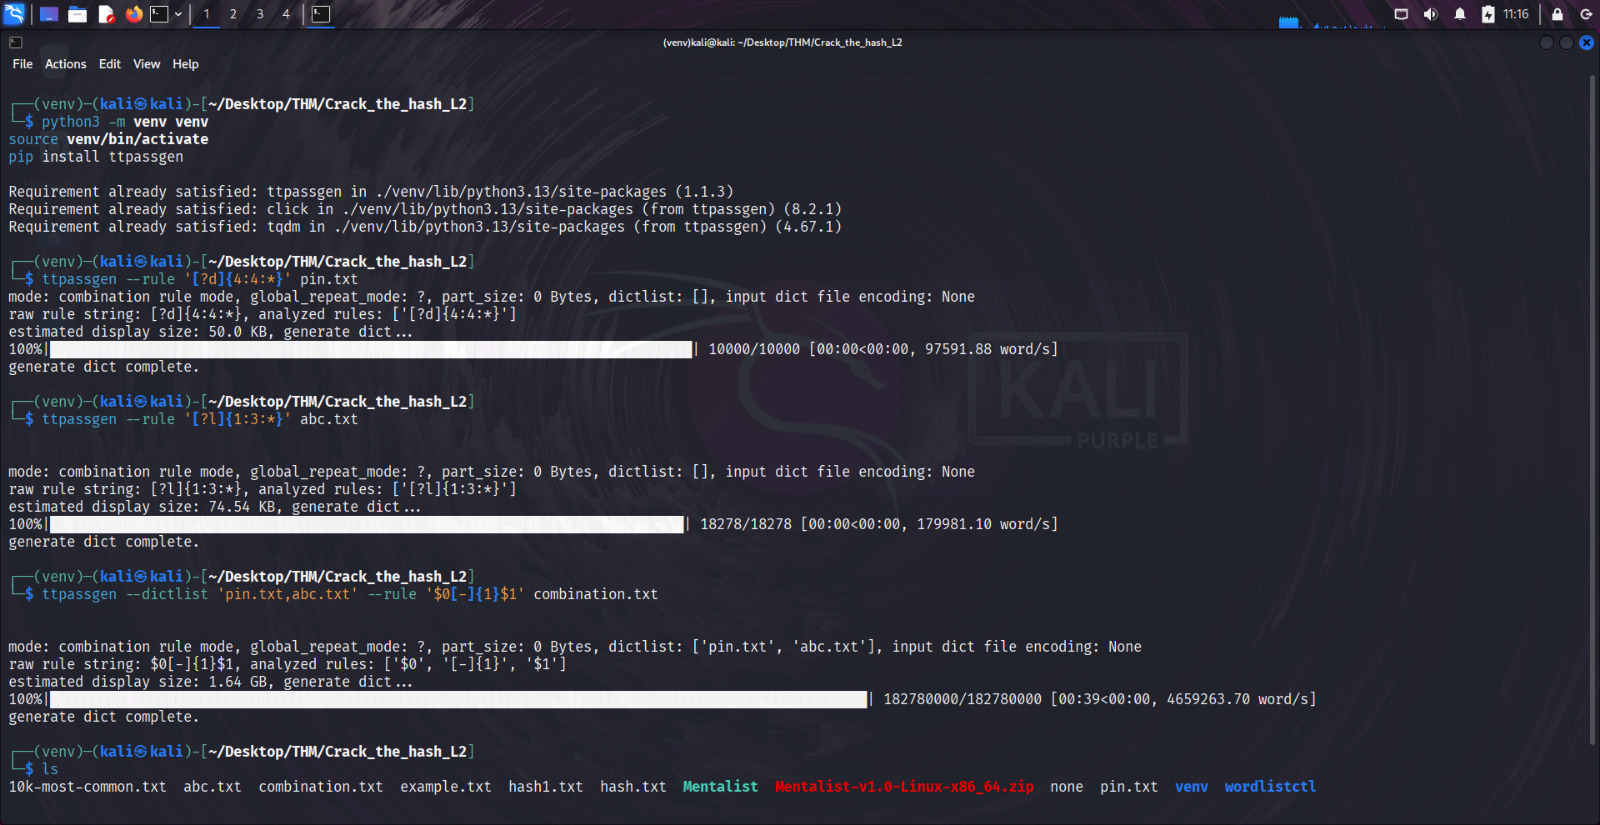 1 2 3 4 11:16
(venv)kali@kali: ~/Desktop/THM/Crack_the_hash_L2
File Actions Edit View Help
┌──(venv)─(kali㉿kali)-[~/Desktop/THM/Crack_the_hash_L2]
└─$ python3 -m venv venv
source venv/bin/activate
pip install ttpassgen
Requirement already satisfied: ttpassgen in ./venv/lib/python3.13/site-packages (1.1.3)
Requirement already satisfied: click in ./venv/lib/python3.13/site-packages (from ttpassgen) (8.2.1)
Requirement already satisfied: tqdm in ./venv/lib/python3.13/site-packages (from ttpassgen) (4.67.1)
┌──(venv)─(kali㉿kali)-[~/Desktop/THM/Crack_the_hash_L2]
└─$ ttpassgen --rule '[?d]{4:4:*}' pin.txt
mode: combination rule mode, global_repeat_mode: ?, part_size: 0 Bytes, dictlist: [], input dict file encoding: None
raw rule string: [?d]{4:4:*}, analyzed rules: ['[?d]{4:4:*}']
estimated display size: 50.0 KB, generate dict...
100%| | 10000/10000 [00:00<00:00, 97591.88 word/s]
generate dict complete.
┌──(venv)─(kali㉿kali)-[~/Desktop/THM/Crack_the_hash_L2]
└─$ ttpassgen --rule '[?l]{1:3:*}' abc.txt
mode: combination rule mode, global_repeat_mode: ?, part_size: 0 Bytes, dictlist: [], input dict file encoding: None
raw rule string: [?l]{1:3:*}, analyzed rules: ['[?l]{1:3:*}']
estimated display size: 74.54 KB, generate dict...
100%| | 18278/18278 [00:00<00:00, 179981.10 word/s]
generate dict complete.
┌──(venv)─(kali㉿kali)-[~/Desktop/THM/Crack_the_hash_L2]
└─$ ttpassgen --dictlist 'pin.txt,abc.txt' --rule '$0[-]{1}$1' combination.txt
mode: combination rule mode, global_repeat_mode: ?, part_size: 0 Bytes, dictlist: ['pin.txt', 'abc.txt'], input dict file encoding: None
raw rule string: $0[-]{1}$1, analyzed rules: ['$0', '[-]{1}', '$1']
estimated display size: 1.64 GB, generate dict...
100%| | 182780000/182780000 [00:39<00:00, 4659263.70 word/s]
generate dict complete.
┌──(venv)─(kali㉿kali)-[~/Desktop/THM/Crack_the_hash_L2]
└─$ ls
10k-most-common.txt abc.txt combination.txt example.txt hash1.txt hash.txt Mentalist Mentalist-v1.0-Linux-x86_64.zip none pin.txt venv wordlistctl
KALI
PURPLE